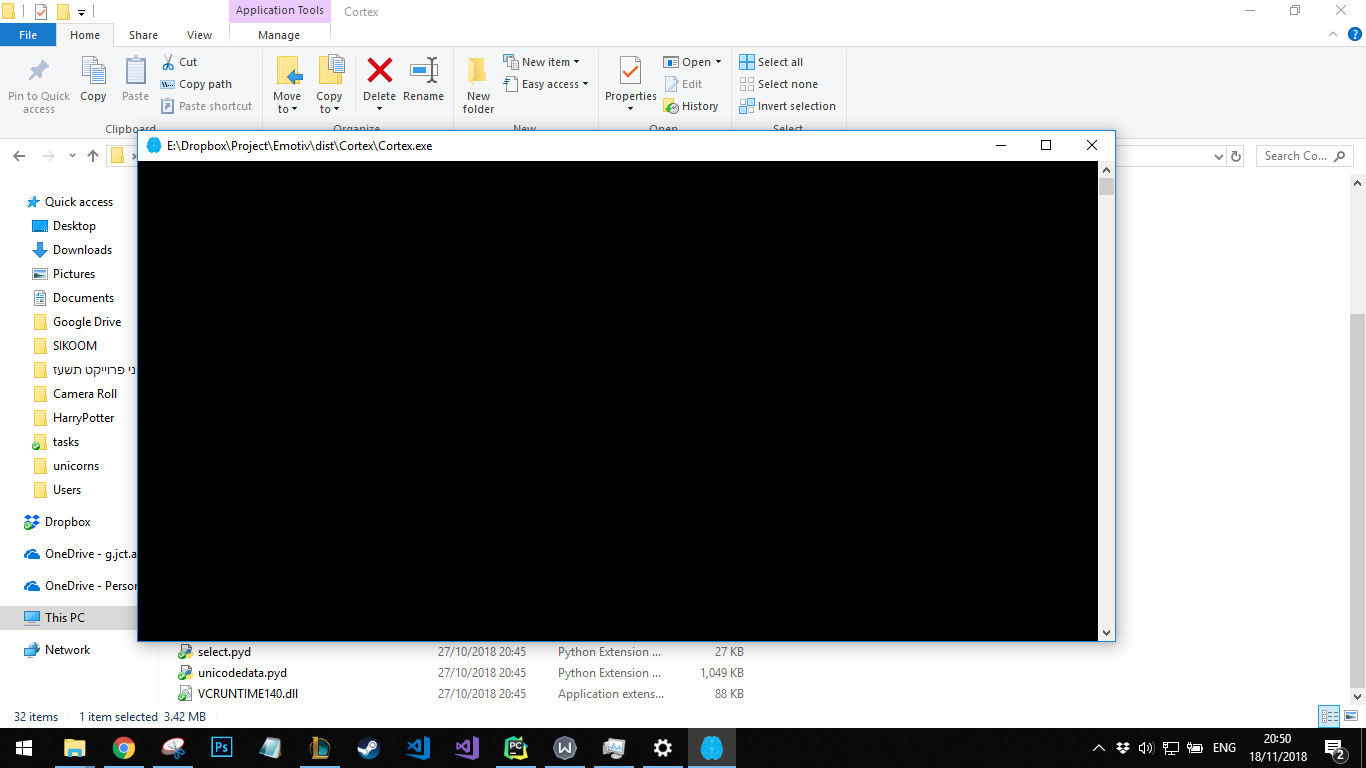 Application Tools
Cortex
File
Home
Share
View
Manage
Pin to Quick access
Copy
Paste
Cut
Copy path
Paste shortcut
Clipboard
Move to
Copy to
Delete
Rename
Organize
New folder
New item
Easy access
New
Properties
Open
Edit
History
Open
Select all
Select none
Invert selection
Select
E:\Dropbox\Project\Emotiv\dist\Cortex\Cortex.exe
Search Co...
Quick access
Desktop
Downloads
Pictures
Documents
Google Drive
SIKOOM
ני פרוייקט תשעז
Camera Roll
HarryPotter
tasks
unicorns
Users
Dropbox
OneDrive - g.jct.a
OneDrive - Person
This PC
Network
select.pyd 27/10/2018 20:45 Python Extension ... 27 KB
unicodedata.pyd 27/10/2018 20:45 Python Extension ... 1,049 KB
VCRUNTIME140.dll 27/10/2018 20:45 Application extens... 88 KB
32 items 1 item selected 3.42 MB
Ps
PC
W
ENG
20:50
18/11/2018
2